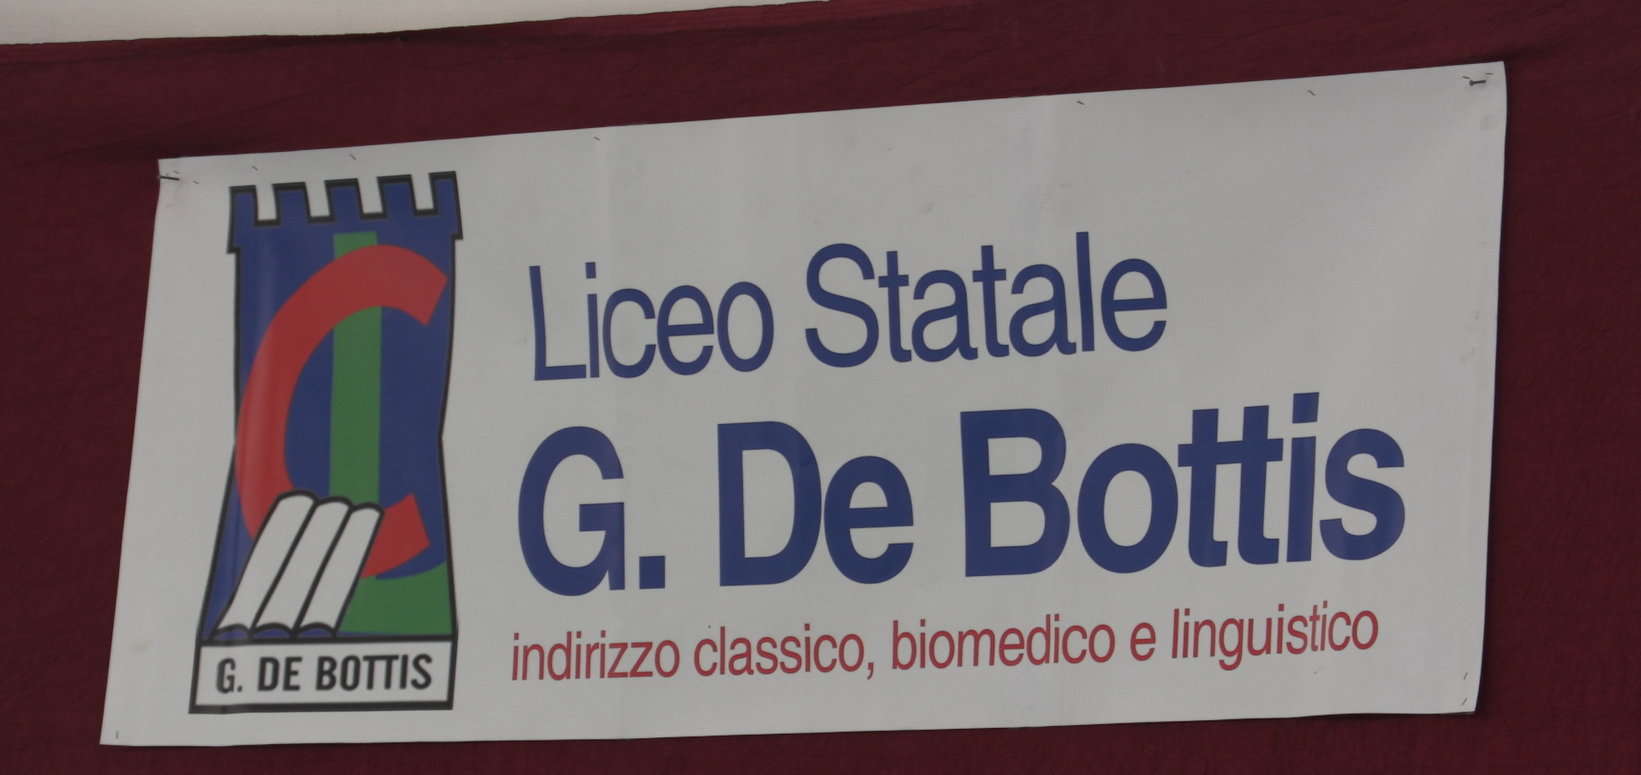 Liceo Statale
G. De Bottis
indirizzo classico, biomedico e linguistico
G. DE BOTTIS